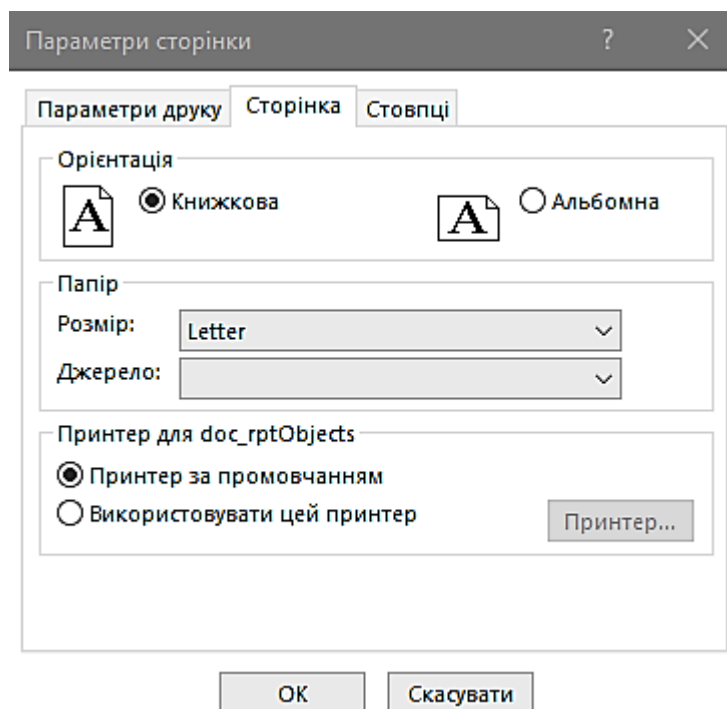 Параметри сторінки
Параметри друку Сторінка Стовпці
Орієнтація
A Книжкова A Альбомна
Папір
Розмір: Letter
Джерело:
Принтер для doc_rptObjects
Принтер за промовчанням
Використовувати цей принтер Принтер...
ОК Скасувати